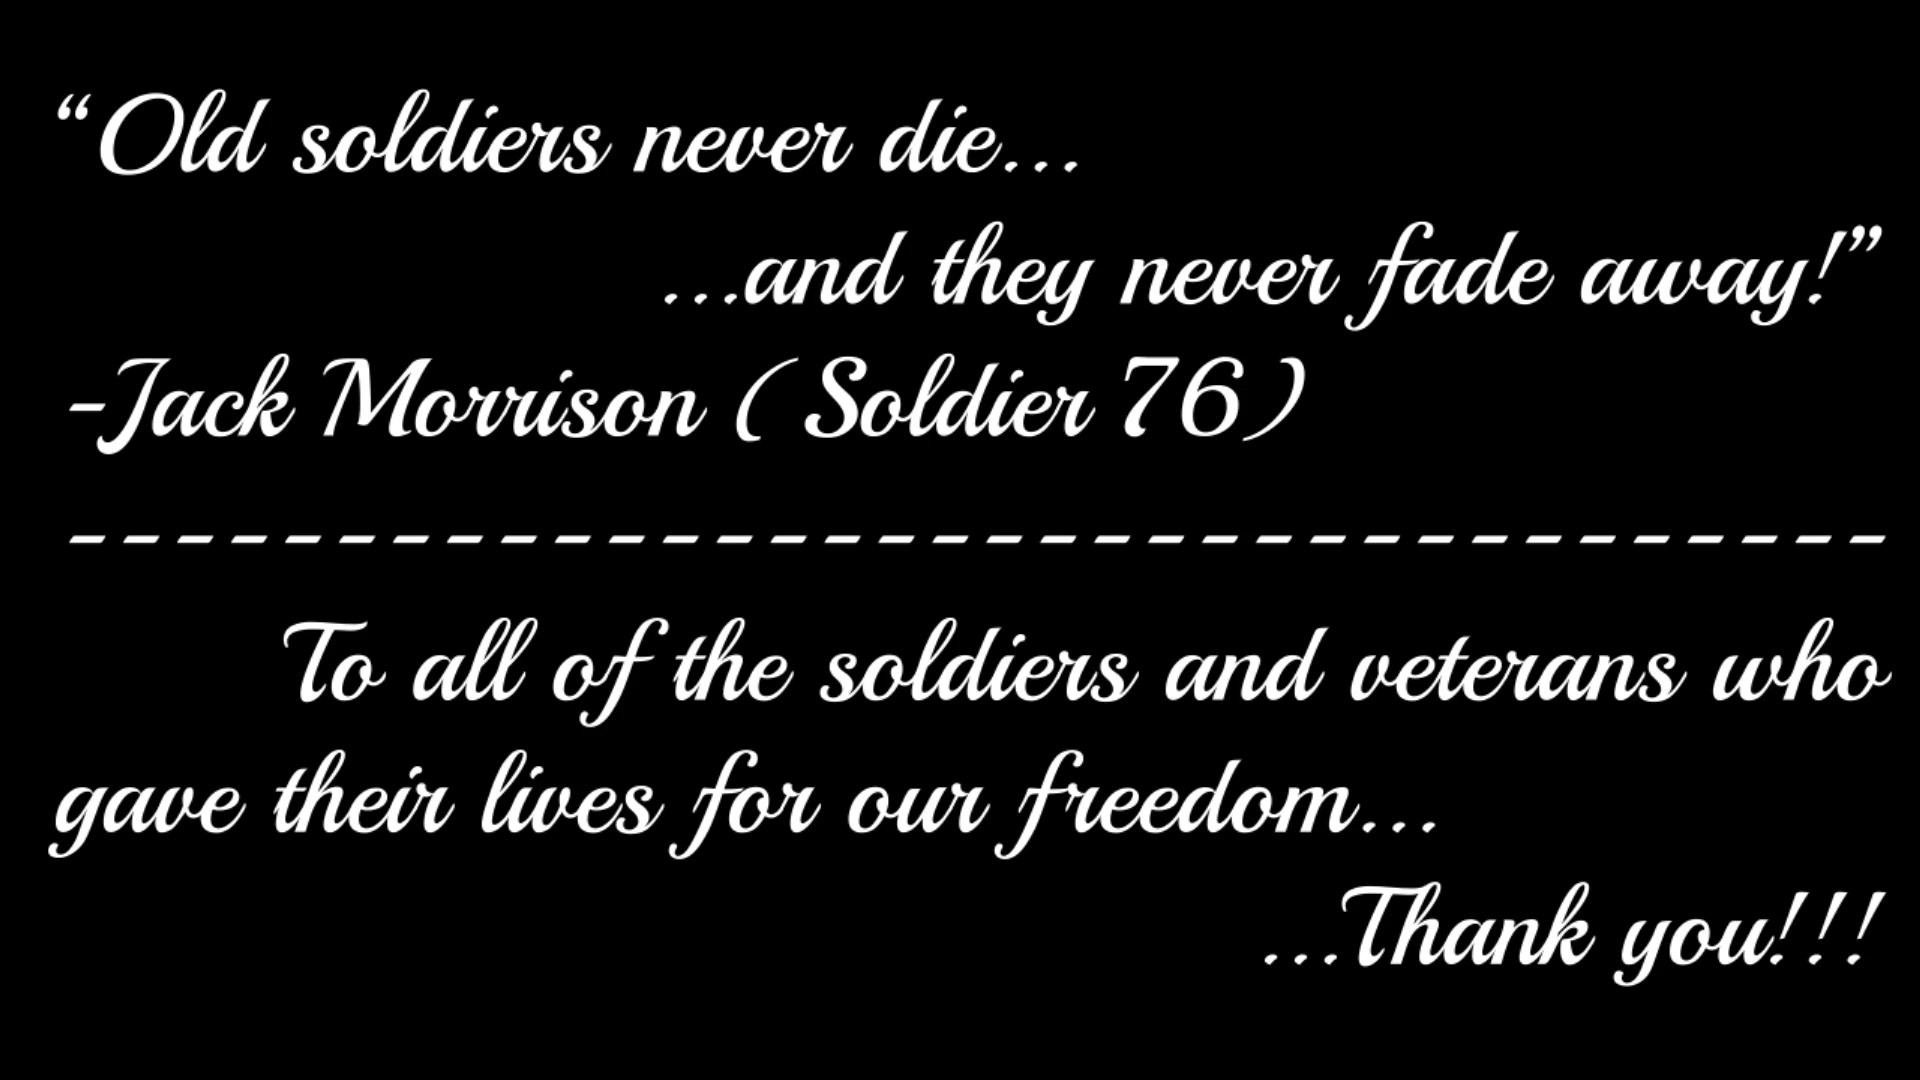 “Old soldiers never die...
...and they never fade away!”
-Jack Morrison (Soldier 76)
----------------------------------
To all of the soldiers and veterans who
gave their lives for our freedom...
...Thank you!!!